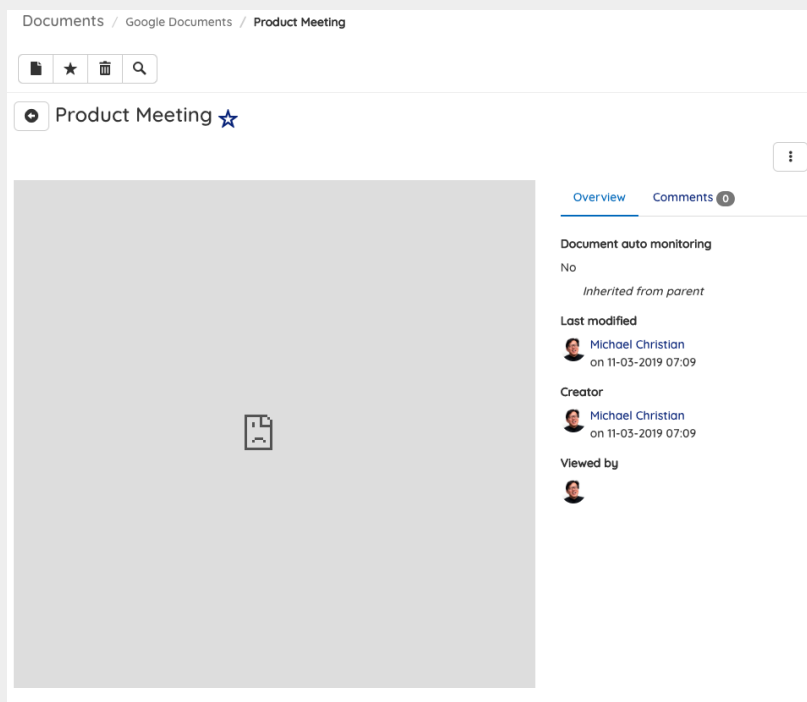 Documents / Google Documents / Product Meeting
Product Meeting
Overview Comments 0
Document auto monitoring
No
Inherited from parent
Last modified
Michael Christian
on 11-03-2019 07:09
Creator
Michael Christian
on 11-03-2019 07:09
Viewed by